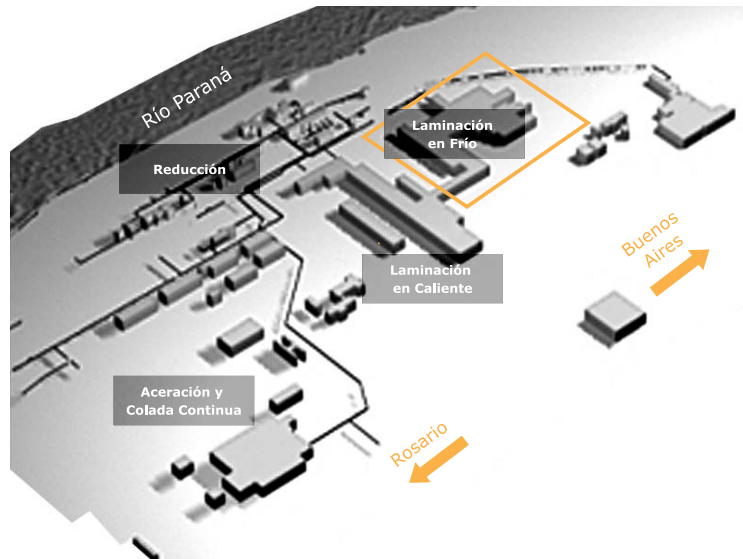 Río Paraná
Laminación
en Frío
Reducción
Buenos
Aires
Laminación
en Caliente
Aceración y
Colada Continua
Rosario